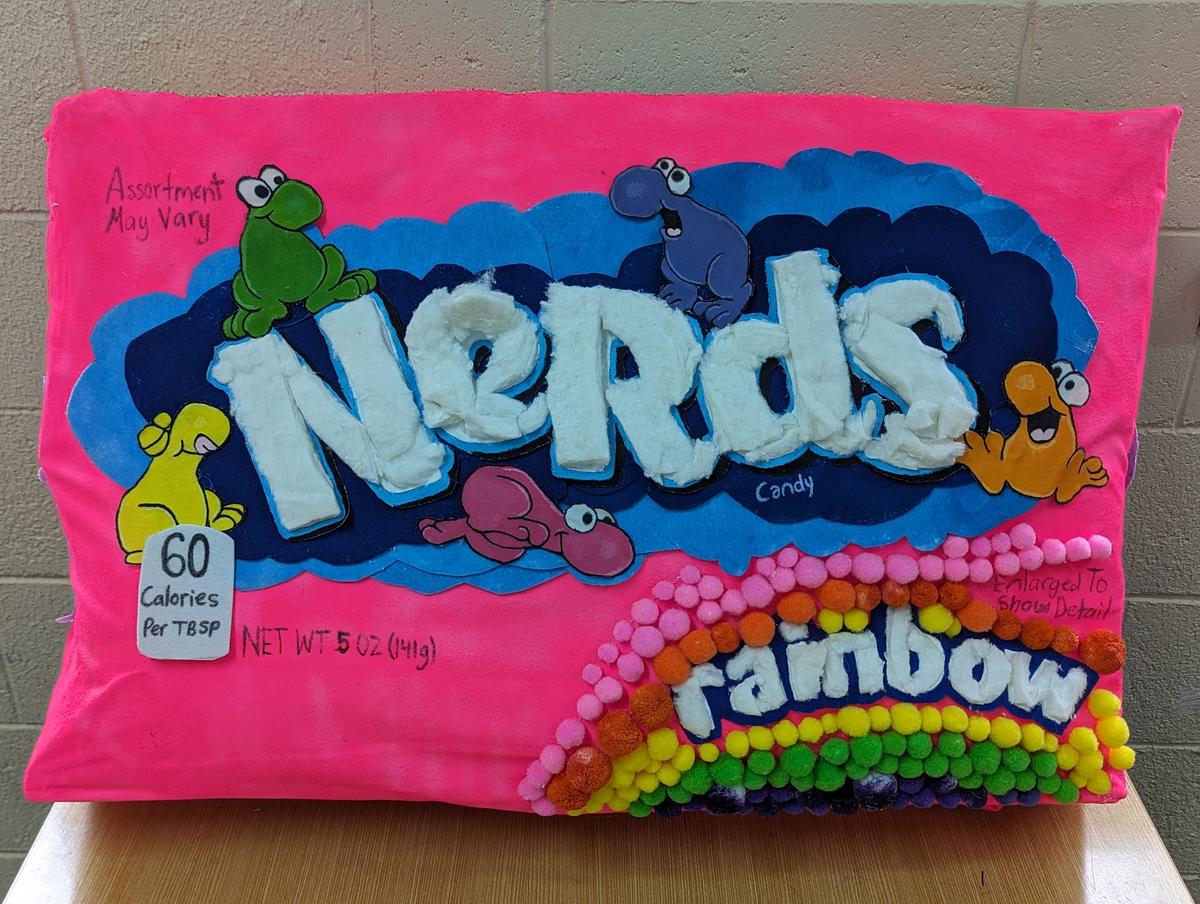 Assortment
May Vary
NeRds
Candy
60
Calories
Per TBSP
NET WT 5 OZ (141g)
Enlarged To
Show Detail
rainbow